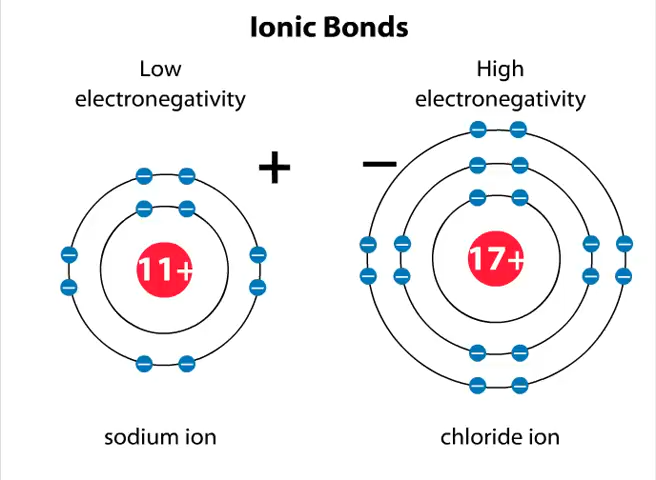 Ionic Bonds
Low
electronegativity
High
electronegativity
+
−
11+
17+
sodium ion
chloride ion